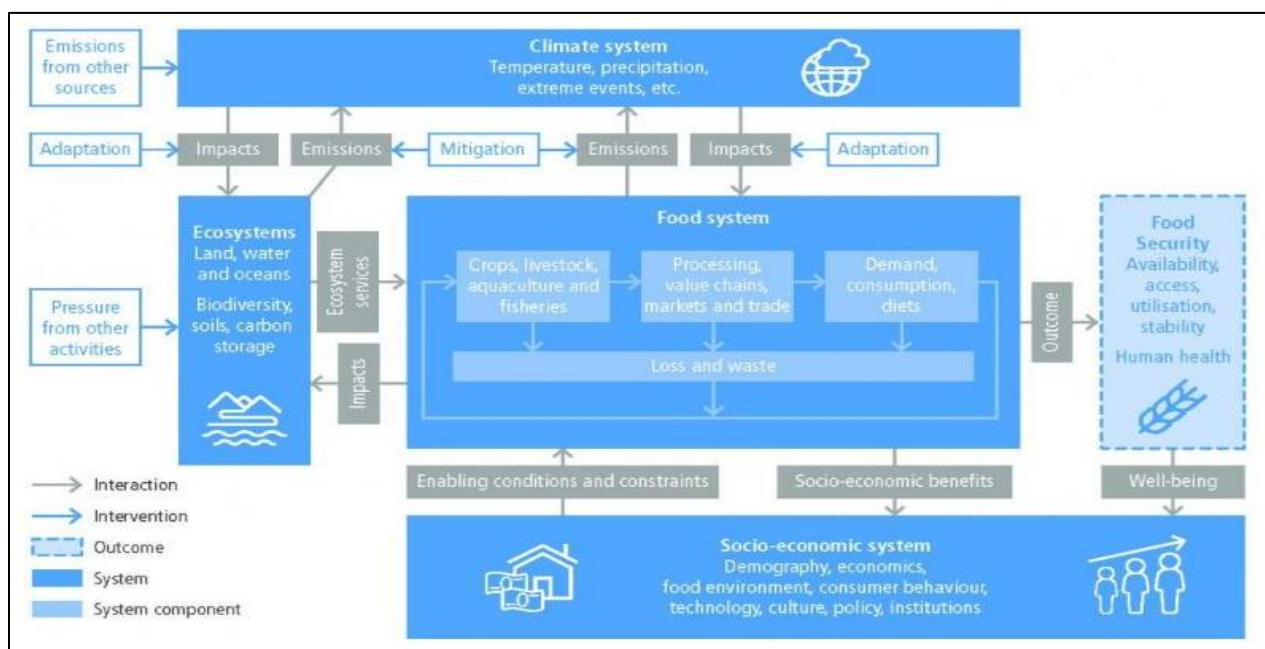 Emissions
from other
sources
Climate system
Temperature, precipitation,
extreme events, etc.
Adaptation
Impacts
Emissions
Mitigation
Emissions
Impacts
Adaptation
Pressure
from other
activities
Ecosystems
Land, water
and oceans
Biodiversity,
soils, carbon
storage
Ecosystem
services
Impacts
Food system
Crops, livestock,
aquaculture and
fisheries
Processing,
value chains,
markets and trade
Demand,
consumption,
diets
Loss and waste
Outcome
Food
Security
Availability,
access,
utilisation,
stability
Human health
Enabling conditions and constraints
Socio-economic benefits
Well-being
Socio-economic system
Demography, economics,
food environment, consumer behaviour,
technology, culture, policy, institutions
Interaction
Intervention
Outcome
System
System component